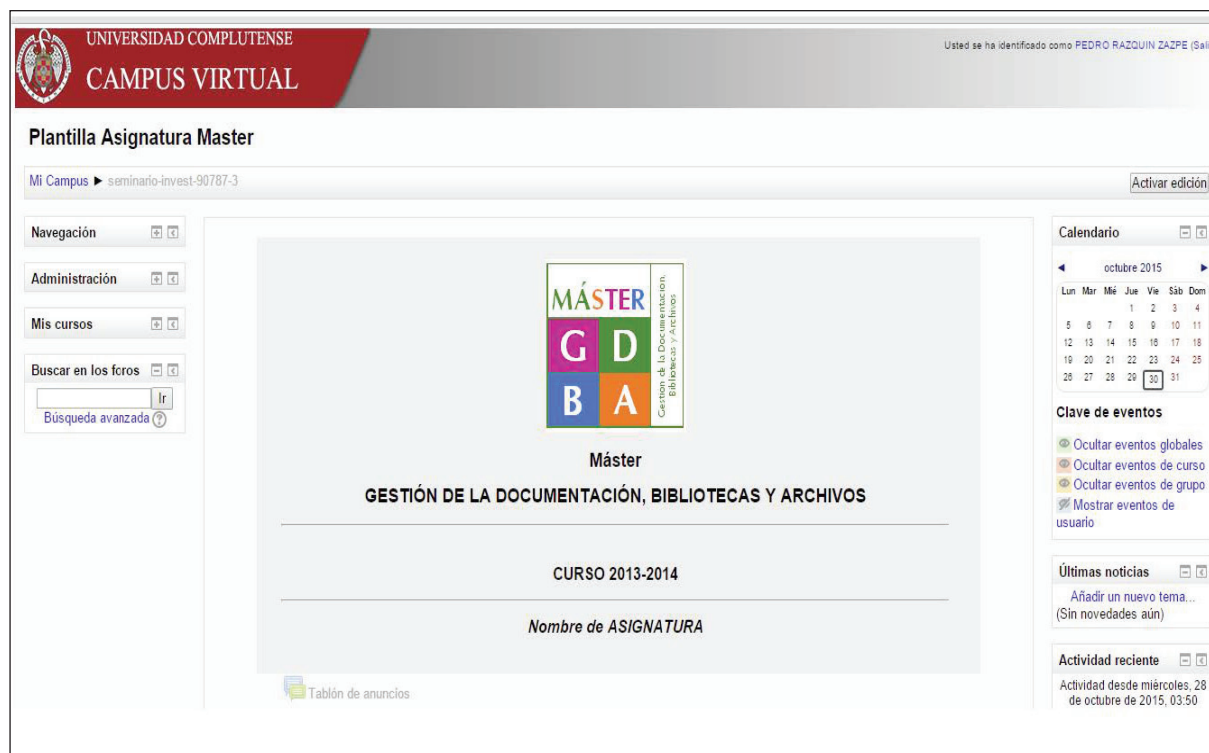 UNIVERSIDAD COMPLUTENSE
CAMPUS VIRTUAL
Usted se ha identificado como PEDRO RAZQUIN ZAZPE (Sali
Plantilla Asignatura Master
Mi Campus ► seminario-invest-90787-3
Activar edición
Navegación
Administración
Mis cursos
Buscar en los foros
Ir
Búsqueda avanzada
MÁSTER
G D
B A
Gestión de la Documentación,
Bibliotecas y Archivos
Máster
GESTIÓN DE LA DOCUMENTACIÓN, BIBLIOTECAS Y ARCHIVOS
CURSO 2013-2014
Nombre de ASIGNATURA
Tablón de anuncios
Calendario
octubre 2015
Lun Mar Mié Jue Vie Sáb Dom
1 2 3 4
5 6 7 8 9 10 11
12 13 14 15 16 17 18
19 20 21 22 23 24 25
26 27 28 29 30 31
Clave de eventos
Ocultar eventos globales
Ocultar eventos de curso
Ocultar eventos de grupo
Mostrar eventos de
usuario
Últimas noticias
Añadir un nuevo tema...
(Sin novedades aún)
Actividad reciente
Actividad desde miércoles, 28
de octubre de 2015, 03:50